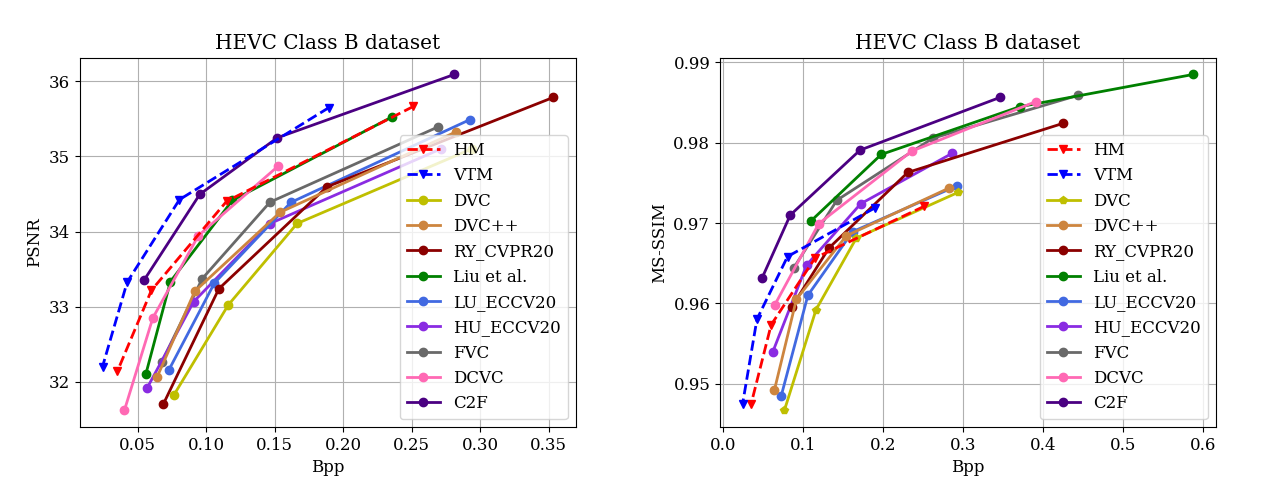 HEVC Class B dataset
PSNR
36
35
34
33
32
0.05 0.10 0.15 0.20 0.25 0.30 0.35
Bpp
HM
VTM
DVC
DVC++
RY_CVPR20
Liu et al.
LU_ECCV20
HU_ECCV20
FVC
DCVC
C2F
HEVC Class B dataset
MS-SSIM
0.99
0.98
0.97
0.96
0.95
0.0 0.1 0.2 0.3 0.4 0.5 0.6
Bpp
HM
VTM
DVC
DVC++
RY_CVPR20
Liu et al.
LU_ECCV20
HU_ECCV20
FVC
DCVC
C2F